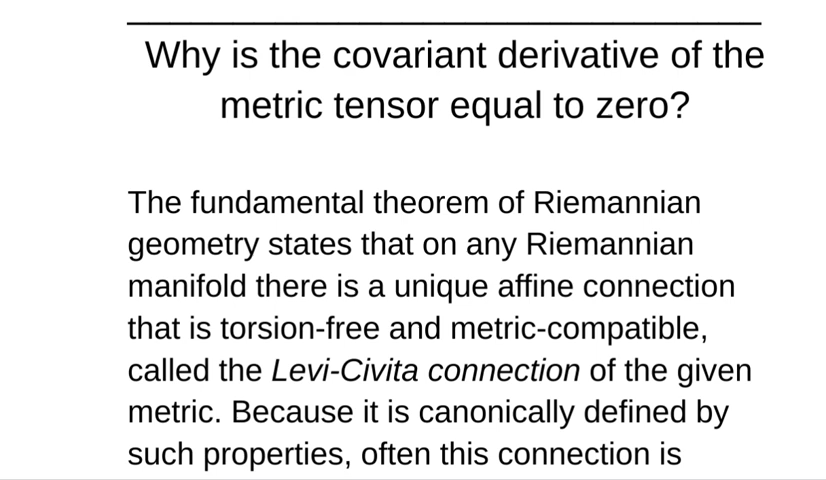 Why is the covariant derivative of the
metric tensor equal to zero?
The fundamental theorem of Riemannian
geometry states that on any Riemannian
manifold there is a unique affine connection
that is torsion-free and metric-compatible,
called the Levi-Civita connection of the given
metric. Because it is canonically defined by
such properties, often this connection is